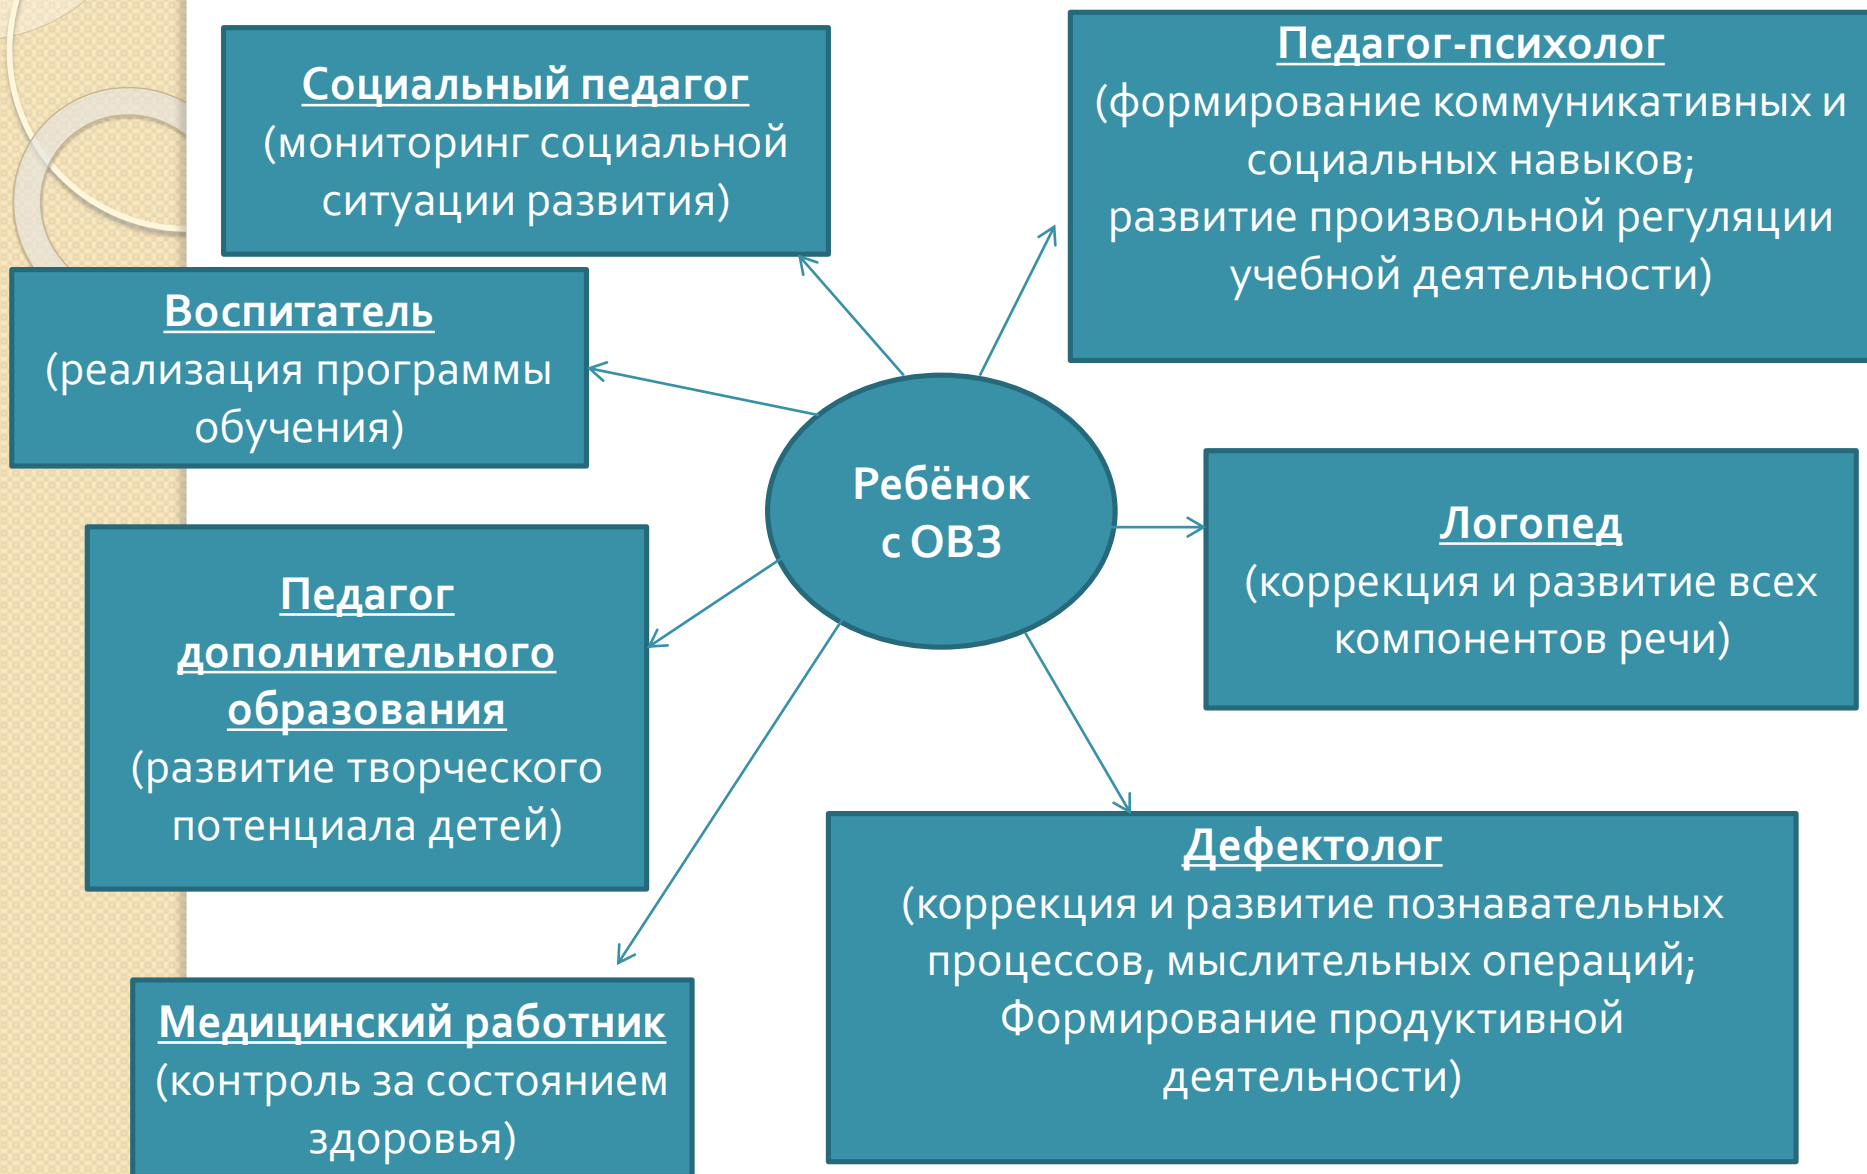 Социальный педагог
(мониторинг социальной
ситуации развития)
Педагог-психолог
(формирование коммуникативных и
социальных навыков;
развитие произвольной регуляции
учебной деятельности)
Воспитатель
(реализация программы
обучения)
Ребёнок
с ОВЗ
Логопед
(коррекция и развитие всех
компонентов речи)
Педагог
дополнительного
образования
(развитие творческого
потенциала детей)
Дефектолог
(коррекция и развитие познавательных
процессов, мыслительных операций;
Формирование продуктивной
деятельности)
Медицинский работник
(контроль за состоянием
здоровья)